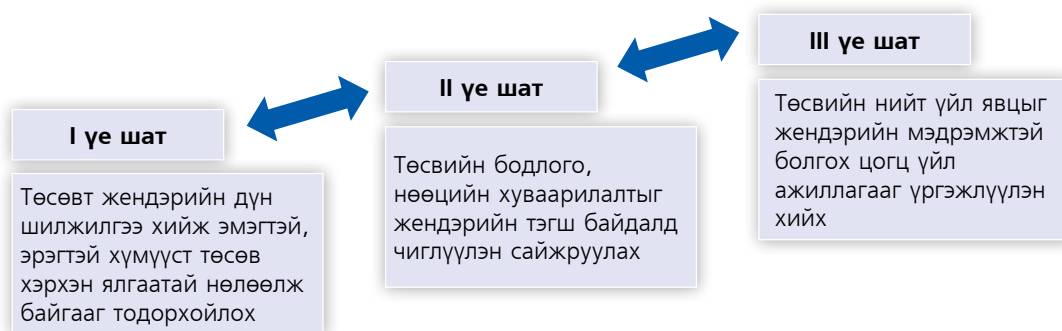 I үе шат
Төсөвт жендэрийн дүн
шилжилгээ хийж эмэгтэй,
эрэгтэй хүмүүст төсөв
хэрхэн ялгаатай нөлөөлж
байгааг тодорхойлох
II үе шат
Төсвийн бодлого,
нөөцийн хуваарилалтыг
жендэрийн тэгш байдалд
чиглүүлэн сайжруулах
III үе шат
Төсвийн нийт үйл явцыг
жендэрийн мэдрэмжтэй
болгох цогц үйл
ажиллагааг үргэжлүүлэн
хийх